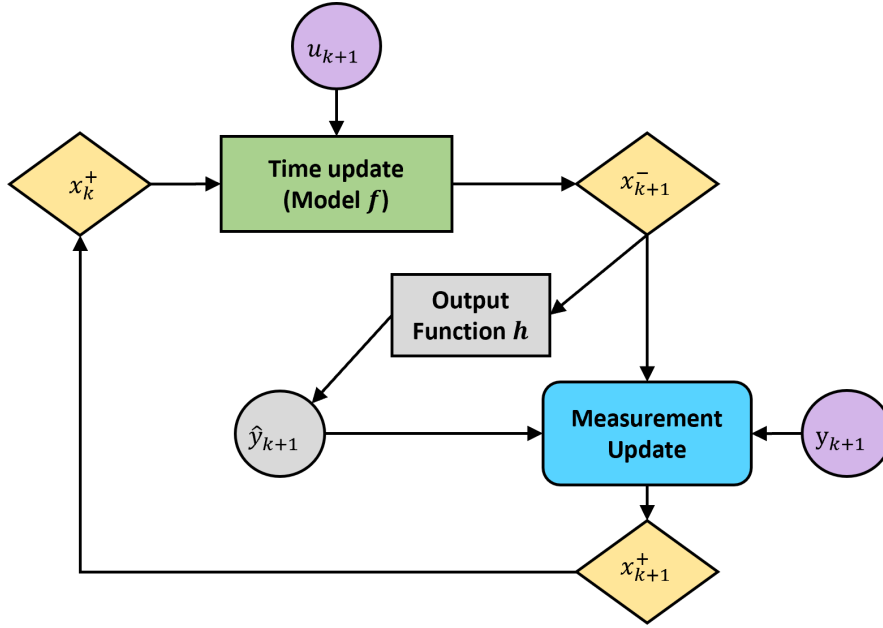 u_{k+1}
x_k^+
Time update
(Model f)
x_{k+1}^-
Output
Function h
ŷ_{k+1}
Measurement
Update
y_{k+1}
x_{k+1}^+